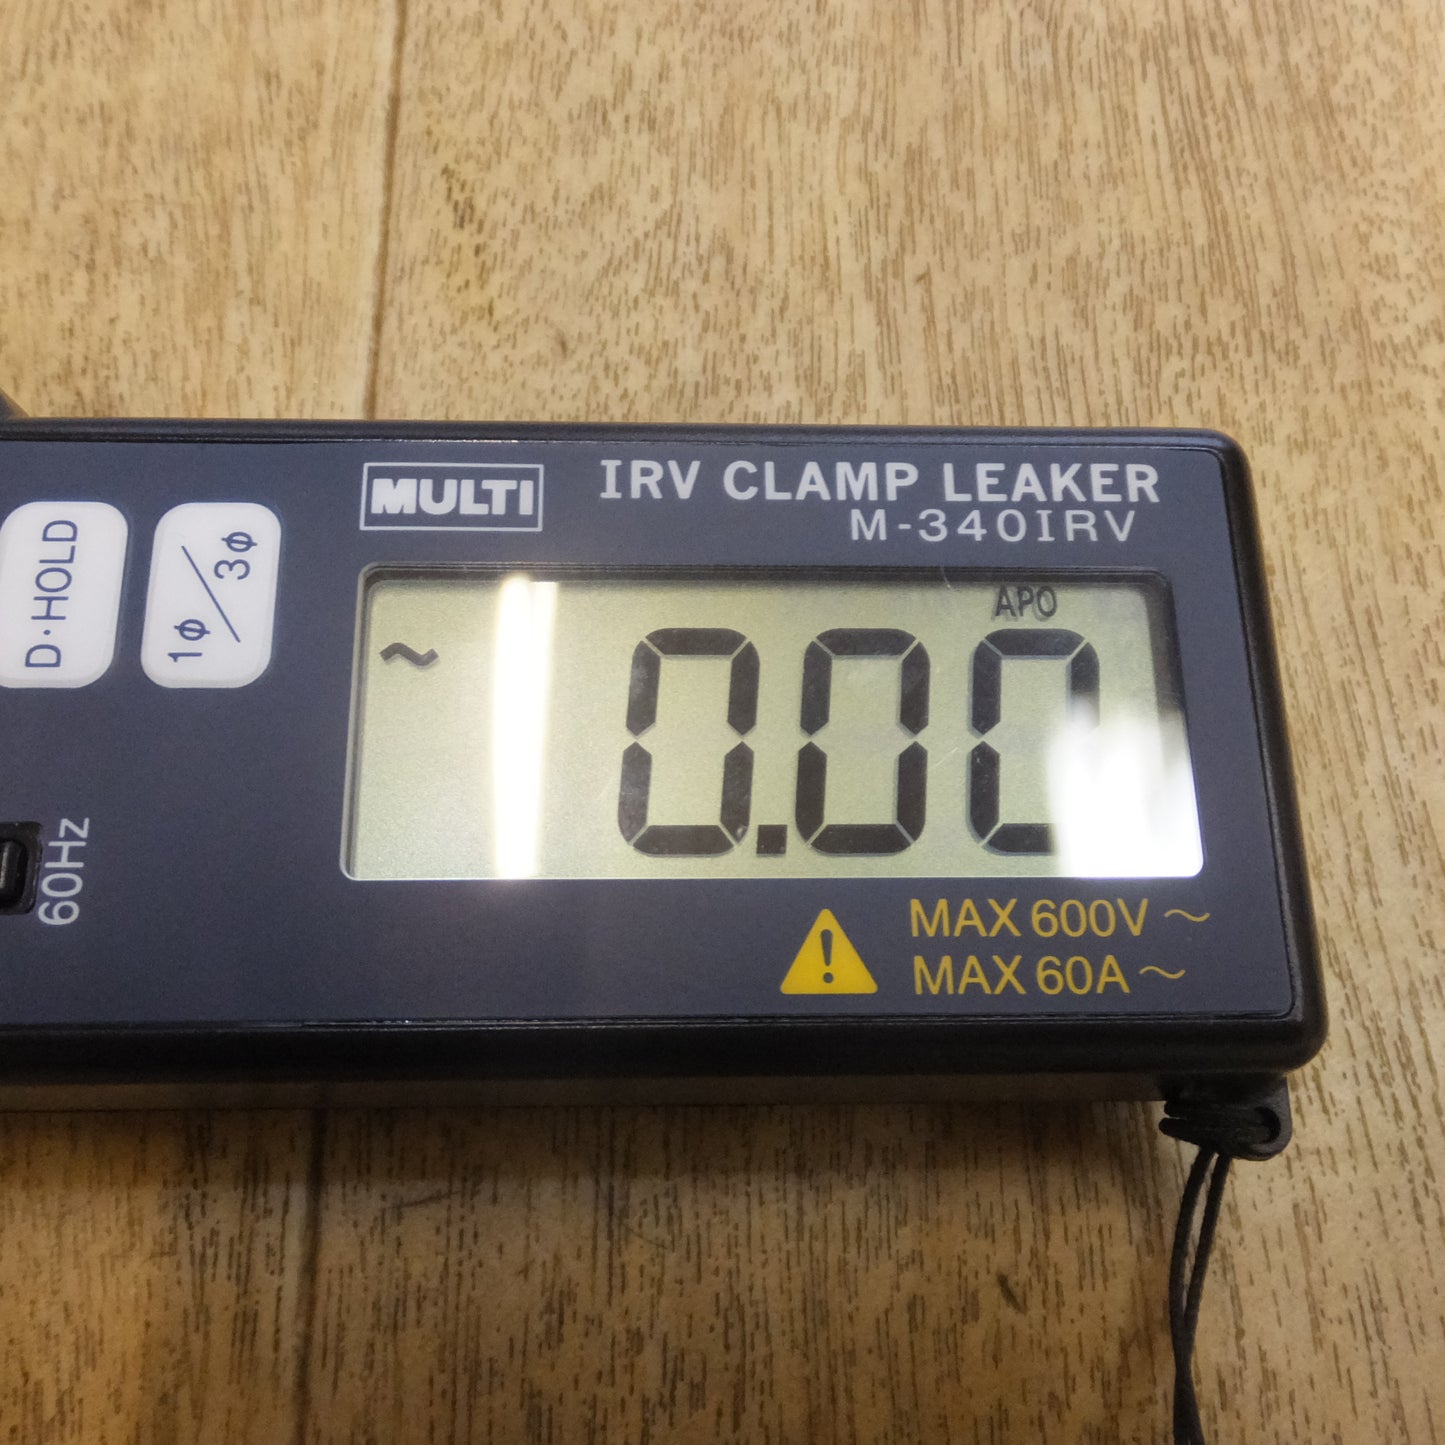 MULTI
IRV CLAMP LEAKER
M-340IRV
D·HOLD
1φ/3φ
APO
~
0.00
60Hz
MAX 600V ~
MAX 60A ~